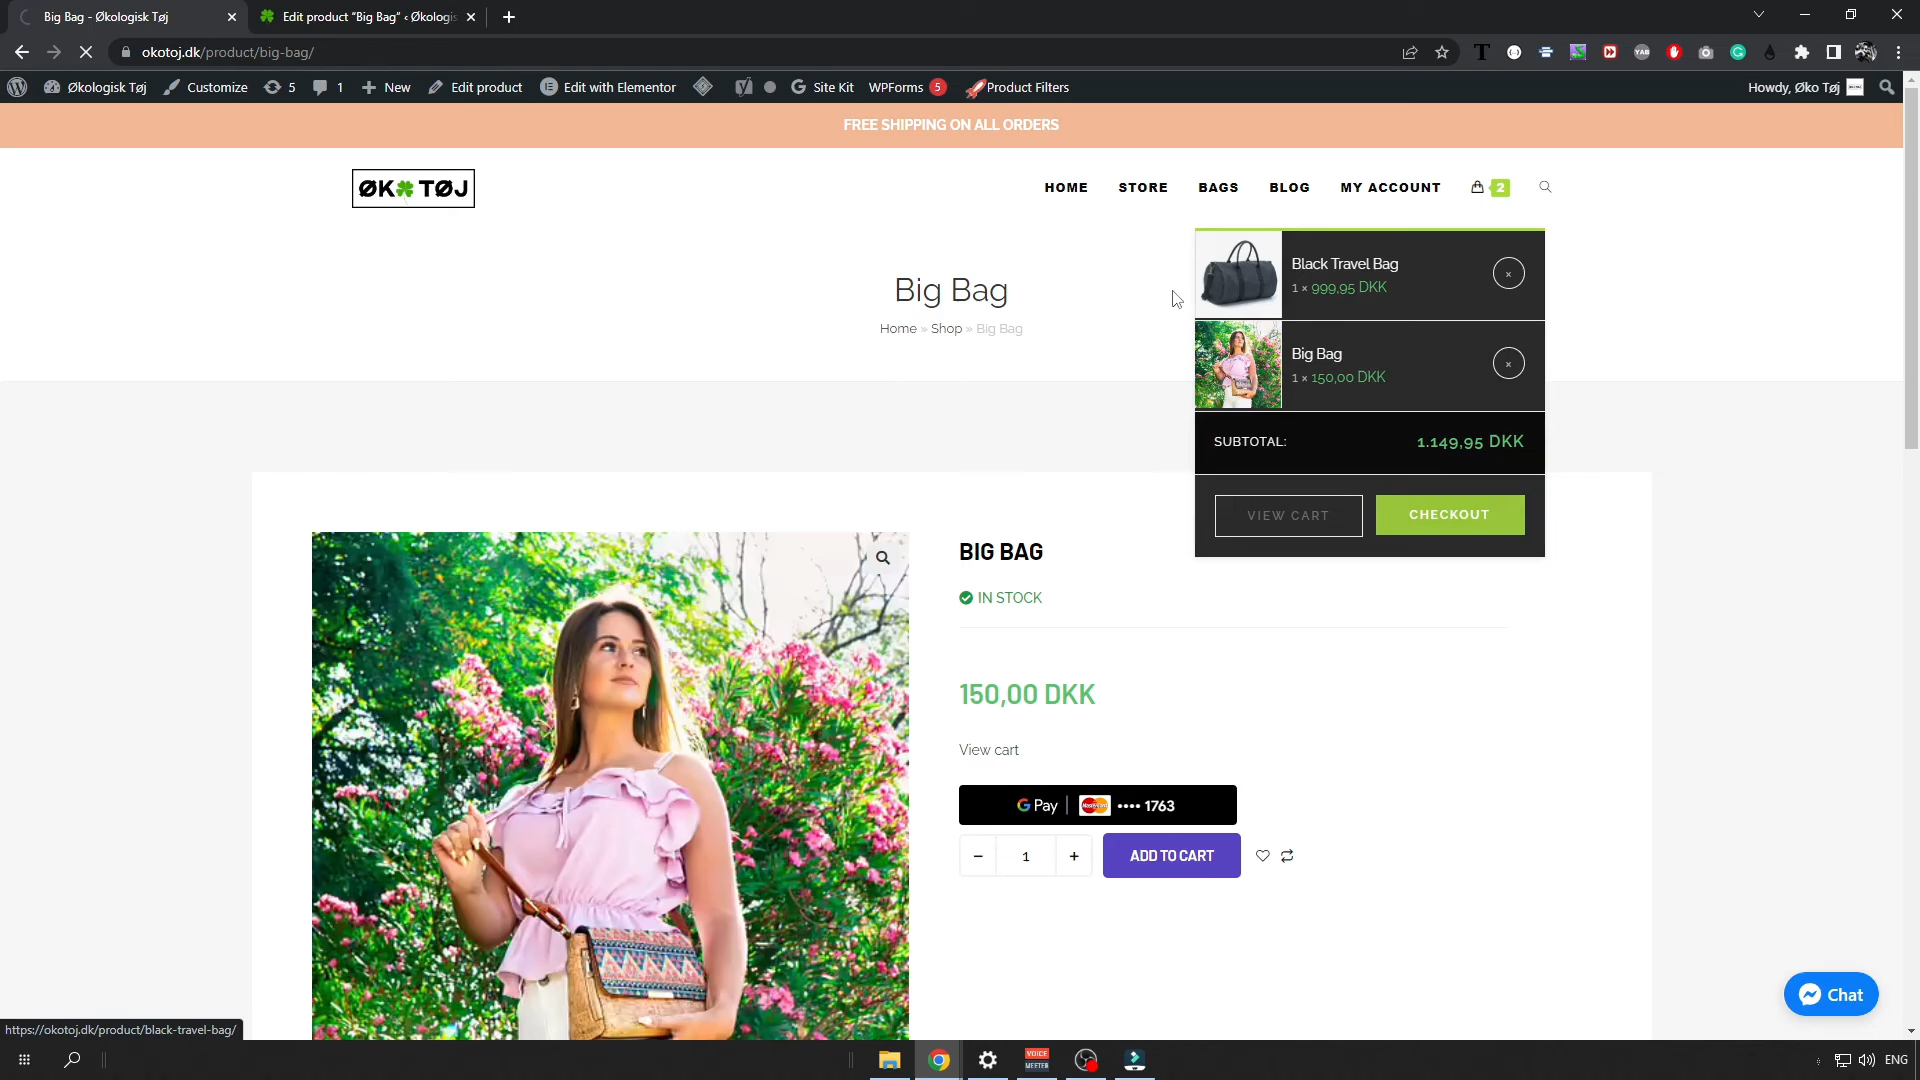 Big Bag - Økologisk Tøj
Edit product “Big Bag” ‹ Økologis
okotoj.dk/product/big-bag/
Økologisk Tøj
Customize
5
1
New
Edit product
Edit with Elementor
Site Kit
WPForms 5
Product Filters
Howdy, Øko Tøj
FREE SHIPPING ON ALL ORDERS
ØK TØJ
HOME
STORE
BAGS
BLOG
MY ACCOUNT
2
Big Bag
Home » Shop » Big Bag
Black Travel Bag
1 × 999,95 DKK
Big Bag
1 × 150,00 DKK
SUBTOTAL: 1.149,95 DKK
VIEW CART
CHECKOUT
BIG BAG
IN STOCK
150,00 DKK
View cart
G Pay | MasterCard •••• 1763
− 1 +
ADD TO CART
Chat
https://okotoj.dk/product/black-travel-bag/
VOICE
MEETER
ENG